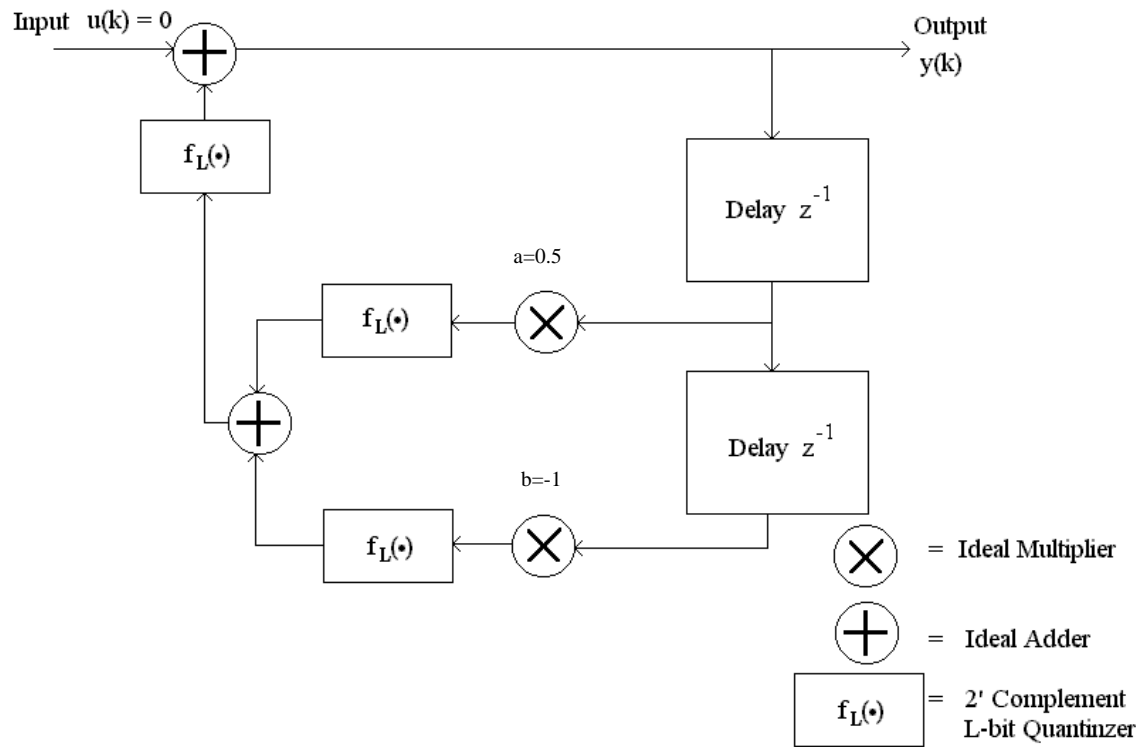 Input u(k) = 0
Output
y(k)
f_L(•)
Delay z^-1
a=0.5
f_L(•)
Delay z^-1
b=-1
f_L(•)
= Ideal Multiplier
= Ideal Adder
f_L(•)
= 2' Complement
L-bit Quantinzer